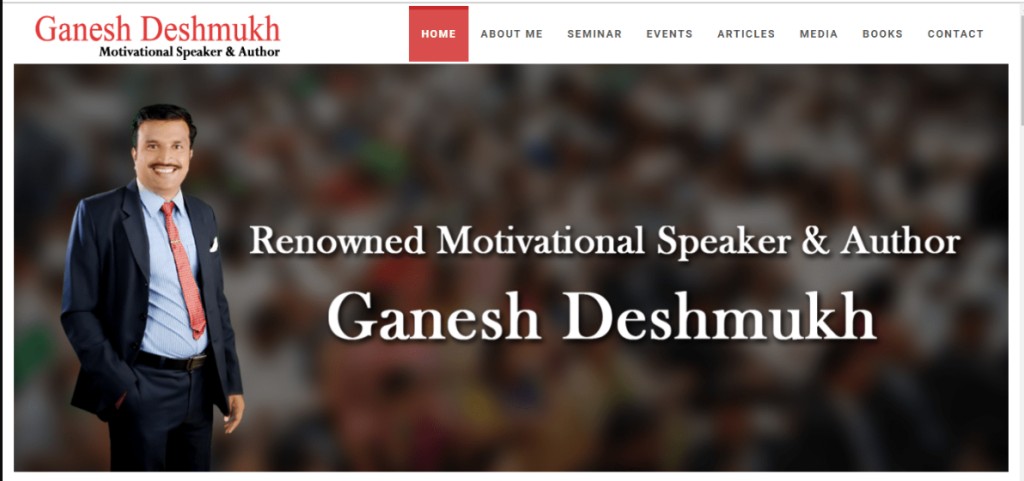 Ganesh Deshmukh
Motivational Speaker & Author
HOME ABOUT ME SEMINAR EVENTS ARTICLES MEDIA BOOKS CONTACT
Renowned Motivational Speaker & Author
Ganesh Deshmukh